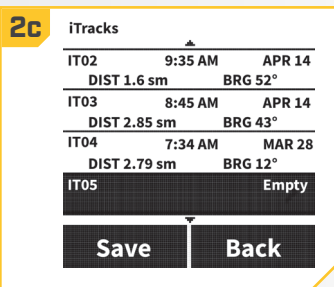 2c
iTracks
IT02 9:35 AM APR 14
DIST 1.6 sm BRG 52°
IT03 8:45 AM APR 14
DIST 2.85 sm BRG 43°
IT04 7:34 AM MAR 28
DIST 2.79 sm BRG 12°
IT05 Empty
Save Back